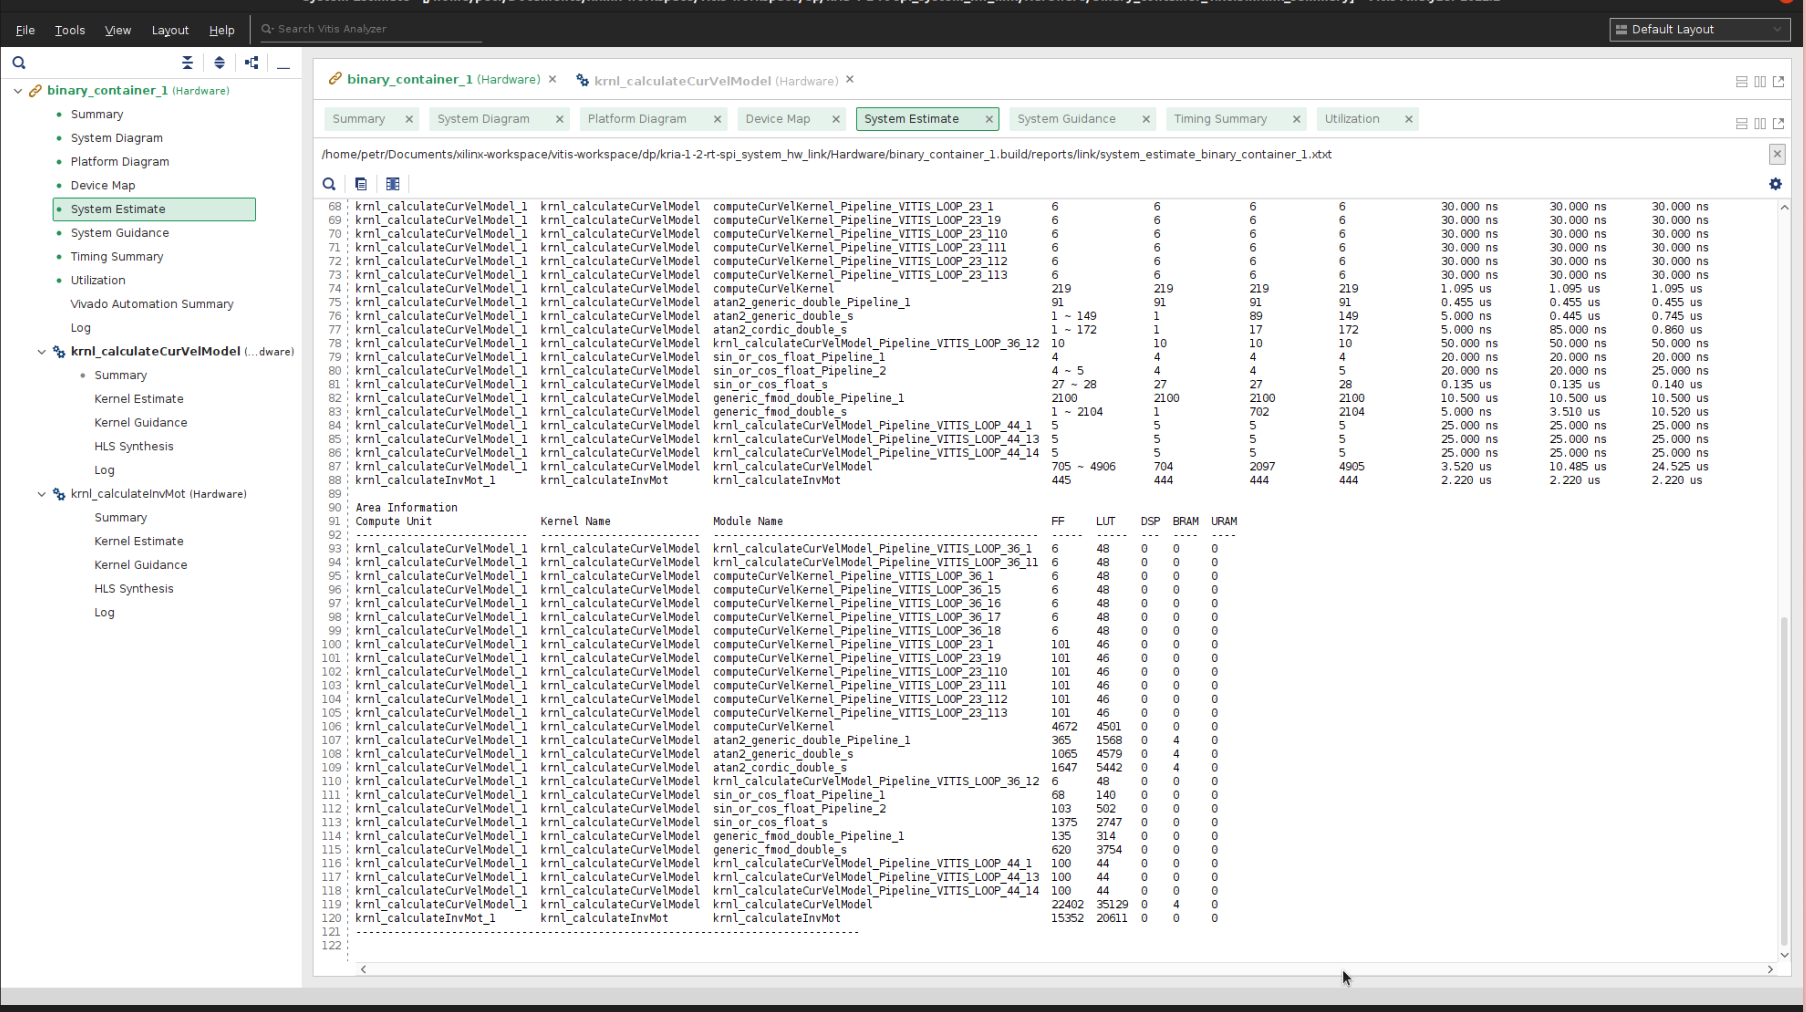 File Tools View Layout Help Search Vitis Analyzer Default Layout
binary_container_1 (Hardware)
Summary
System Diagram
Platform Diagram
Device Map
System Estimate
System Guidance
Timing Summary
Utilization
Vivado Automation Summary
Log
krnl_calculateCurVelModel (...dware)
Summary
Kernel Estimate
Kernel Guidance
HLS Synthesis
Log
krnl_calculateInvMot (Hardware)
Summary
Kernel Estimate
Kernel Guidance
HLS Synthesis
Log
binary_container_1 (Hardware) krnl_calculateCurVelModel (Hardware)
Summary System Diagram Platform Diagram Device Map System Estimate System Guidance Timing Summary Utilization
/home/petr/Documents/xilinx-workspace/vitis-workspace/dp/kria-1-2-rt-spi_system_hw_link/Hardware/binary_container_1.build/reports/link/system_estimate_binary_container_1.xtxt
68 krnl_calculateCurVelModel_1 krnl_calculateCurVelModel computeCurVelKernel_Pipeline_VITIS_LOOP_23_1 6 6 6 6 30.000 ns 30.000 ns 30.000 ns
69 krnl_calculateCurVelModel_1 krnl_calculateCurVelModel computeCurVelKernel_Pipeline_VITIS_LOOP_23_19 6 6 6 6 30.000 ns 30.000 ns 30.000 ns
70 krnl_calculateCurVelModel_1 krnl_calculateCurVelModel computeCurVelKernel_Pipeline_VITIS_LOOP_23_110 6 6 6 6 30.000 ns 30.000 ns 30.000 ns
71 krnl_calculateCurVelModel_1 krnl_calculateCurVelModel computeCurVelKernel_Pipeline_VITIS_LOOP_23_111 6 6 6 6 30.000 ns 30.000 ns 30.000 ns
72 krnl_calculateCurVelModel_1 krnl_calculateCurVelModel computeCurVelKernel_Pipeline_VITIS_LOOP_23_112 6 6 6 6 30.000 ns 30.000 ns 30.000 ns
73 krnl_calculateCurVelModel_1 krnl_calculateCurVelModel computeCurVelKernel_Pipeline_VITIS_LOOP_23_113 6 6 6 6 30.000 ns 30.000 ns 30.000 ns
74 krnl_calculateCurVelModel_1 krnl_calculateCurVelModel computeCurVelKernel 219 219 219 219 1.095 us 1.095 us 1.095 us
75 krnl_calculateCurVelModel_1 krnl_calculateCurVelModel atan2_generic_double_Pipeline_1 91 91 91 91 0.455 us 0.455 us 0.455 us
76 krnl_calculateCurVelModel_1 krnl_calculateCurVelModel atan2_generic_double_s 1 ~ 149 1 89 149 5.000 ns 0.445 us 0.745 us
77 krnl_calculateCurVelModel_1 krnl_calculateCurVelModel atan2_cordic_double_s 1 ~ 172 1 17 172 5.000 ns 85.000 ns 0.860 us
78 krnl_calculateCurVelModel_1 krnl_calculateCurVelModel krnl_calculateCurVelModel_Pipeline_VITIS_LOOP_36_12 10 10 10 10 50.000 ns 50.000 ns 50.000 ns
79 krnl_calculateCurVelModel_1 krnl_calculateCurVelModel sin_or_cos_float_Pipeline_1 4 4 4 4 20.000 ns 20.000 ns 20.000 ns
80 krnl_calculateCurVelModel_1 krnl_calculateCurVelModel sin_or_cos_float_Pipeline_2 4 ~ 5 4 4 5 20.000 ns 20.000 ns 25.000 ns
81 krnl_calculateCurVelModel_1 krnl_calculateCurVelModel sin_or_cos_float_s 27 ~ 28 27 27 28 0.135 us 0.135 us 0.140 us
82 krnl_calculateCurVelModel_1 krnl_calculateCurVelModel generic_fmod_double_Pipeline_1 2100 2100 2100 2100 10.500 us 10.500 us 10.500 us
83 krnl_calculateCurVelModel_1 krnl_calculateCurVelModel generic_fmod_double_s 1 ~ 2104 1 702 2104 5.000 ns 3.510 us 10.520 us
84 krnl_calculateCurVelModel_1 krnl_calculateCurVelModel krnl_calculateCurVelModel_Pipeline_VITIS_LOOP_44_1 5 5 5 5 25.000 ns 25.000 ns 25.000 ns
85 krnl_calculateCurVelModel_1 krnl_calculateCurVelModel krnl_calculateCurVelModel_Pipeline_VITIS_LOOP_44_13 5 5 5 5 25.000 ns 25.000 ns 25.000 ns
86 krnl_calculateCurVelModel_1 krnl_calculateCurVelModel krnl_calculateCurVelModel_Pipeline_VITIS_LOOP_44_14 5 5 5 5 25.000 ns 25.000 ns 25.000 ns
87 krnl_calculateCurVelModel_1 krnl_calculateCurVelModel krnl_calculateCurVelModel 705 ~ 4906 704 2097 4905 3.520 us 10.485 us 24.525 us
88 krnl_calculateInvMot_1 krnl_calculateInvMot krnl_calculateInvMot 445 444 444 444 2.220 us 2.220 us 2.220 us
89
90 Area Information
91 Compute Unit Kernel Name Module Name FF LUT DSP BRAM URAM
92 --------------------------- ------------------------- --------------------------------------------------- ----- ----- --- ---- ----
93 krnl_calculateCurVelModel_1 krnl_calculateCurVelModel krnl_calculateCurVelModel_Pipeline_VITIS_LOOP_36_1 6 48 0 0 0
94 krnl_calculateCurVelModel_1 krnl_calculateCurVelModel krnl_calculateCurVelModel_Pipeline_VITIS_LOOP_36_11 6 48 0 0 0
95 krnl_calculateCurVelModel_1 krnl_calculateCurVelModel computeCurVelKernel_Pipeline_VITIS_LOOP_36_1 6 48 0 0 0
96 krnl_calculateCurVelModel_1 krnl_calculateCurVelModel computeCurVelKernel_Pipeline_VITIS_LOOP_36_15 6 48 0 0 0
97 krnl_calculateCurVelModel_1 krnl_calculateCurVelModel computeCurVelKernel_Pipeline_VITIS_LOOP_36_16 6 48 0 0 0
98 krnl_calculateCurVelModel_1 krnl_calculateCurVelModel computeCurVelKernel_Pipeline_VITIS_LOOP_36_17 6 48 0 0 0
99 krnl_calculateCurVelModel_1 krnl_calculateCurVelModel computeCurVelKernel_Pipeline_VITIS_LOOP_36_18 6 48 0 0 0
100 krnl_calculateCurVelModel_1 krnl_calculateCurVelModel computeCurVelKernel_Pipeline_VITIS_LOOP_23_1 101 46 0 0 0
101 krnl_calculateCurVelModel_1 krnl_calculateCurVelModel computeCurVelKernel_Pipeline_VITIS_LOOP_23_19 101 46 0 0 0
102 krnl_calculateCurVelModel_1 krnl_calculateCurVelModel computeCurVelKernel_Pipeline_VITIS_LOOP_23_110 101 46 0 0 0
103 krnl_calculateCurVelModel_1 krnl_calculateCurVelModel computeCurVelKernel_Pipeline_VITIS_LOOP_23_111 101 46 0 0 0
104 krnl_calculateCurVelModel_1 krnl_calculateCurVelModel computeCurVelKernel_Pipeline_VITIS_LOOP_23_112 101 46 0 0 0
105 krnl_calculateCurVelModel_1 krnl_calculateCurVelModel computeCurVelKernel_Pipeline_VITIS_LOOP_23_113 101 46 0 0 0
106 krnl_calculateCurVelModel_1 krnl_calculateCurVelModel computeCurVelKernel 4672 4501 0 0 0
107 krnl_calculateCurVelModel_1 krnl_calculateCurVelModel atan2_generic_double_Pipeline_1 365 1568 0 4 0
108 krnl_calculateCurVelModel_1 krnl_calculateCurVelModel atan2_generic_double_s 1065 4579 0 4 0
109 krnl_calculateCurVelModel_1 krnl_calculateCurVelModel atan2_cordic_double_s 1647 5442 0 4 0
110 krnl_calculateCurVelModel_1 krnl_calculateCurVelModel krnl_calculateCurVelModel_Pipeline_VITIS_LOOP_36_12 6 48 0 0 0
111 krnl_calculateCurVelModel_1 krnl_calculateCurVelModel sin_or_cos_float_Pipeline_1 68 140 0 0 0
112 krnl_calculateCurVelModel_1 krnl_calculateCurVelModel sin_or_cos_float_Pipeline_2 103 502 0 0 0
113 krnl_calculateCurVelModel_1 krnl_calculateCurVelModel sin_or_cos_float_s 1375 2747 0 0 0
114 krnl_calculateCurVelModel_1 krnl_calculateCurVelModel generic_fmod_double_Pipeline_1 135 314 0 0 0
115 krnl_calculateCurVelModel_1 krnl_calculateCurVelModel generic_fmod_double_s 620 3754 0 0 0
116 krnl_calculateCurVelModel_1 krnl_calculateCurVelModel krnl_calculateCurVelModel_Pipeline_VITIS_LOOP_44_1 100 44 0 0 0
117 krnl_calculateCurVelModel_1 krnl_calculateCurVelModel krnl_calculateCurVelModel_Pipeline_VITIS_LOOP_44_13 100 44 0 0 0
118 krnl_calculateCurVelModel_1 krnl_calculateCurVelModel krnl_calculateCurVelModel_Pipeline_VITIS_LOOP_44_14 100 44 0 0 0
119 krnl_calculateCurVelModel_1 krnl_calculateCurVelModel krnl_calculateCurVelModel 22402 35129 0 4 0
120 krnl_calculateInvMot_1 krnl_calculateInvMot krnl_calculateInvMot 15352 20611 0 0 0
121 -------------------------------------------------------------------------------
122